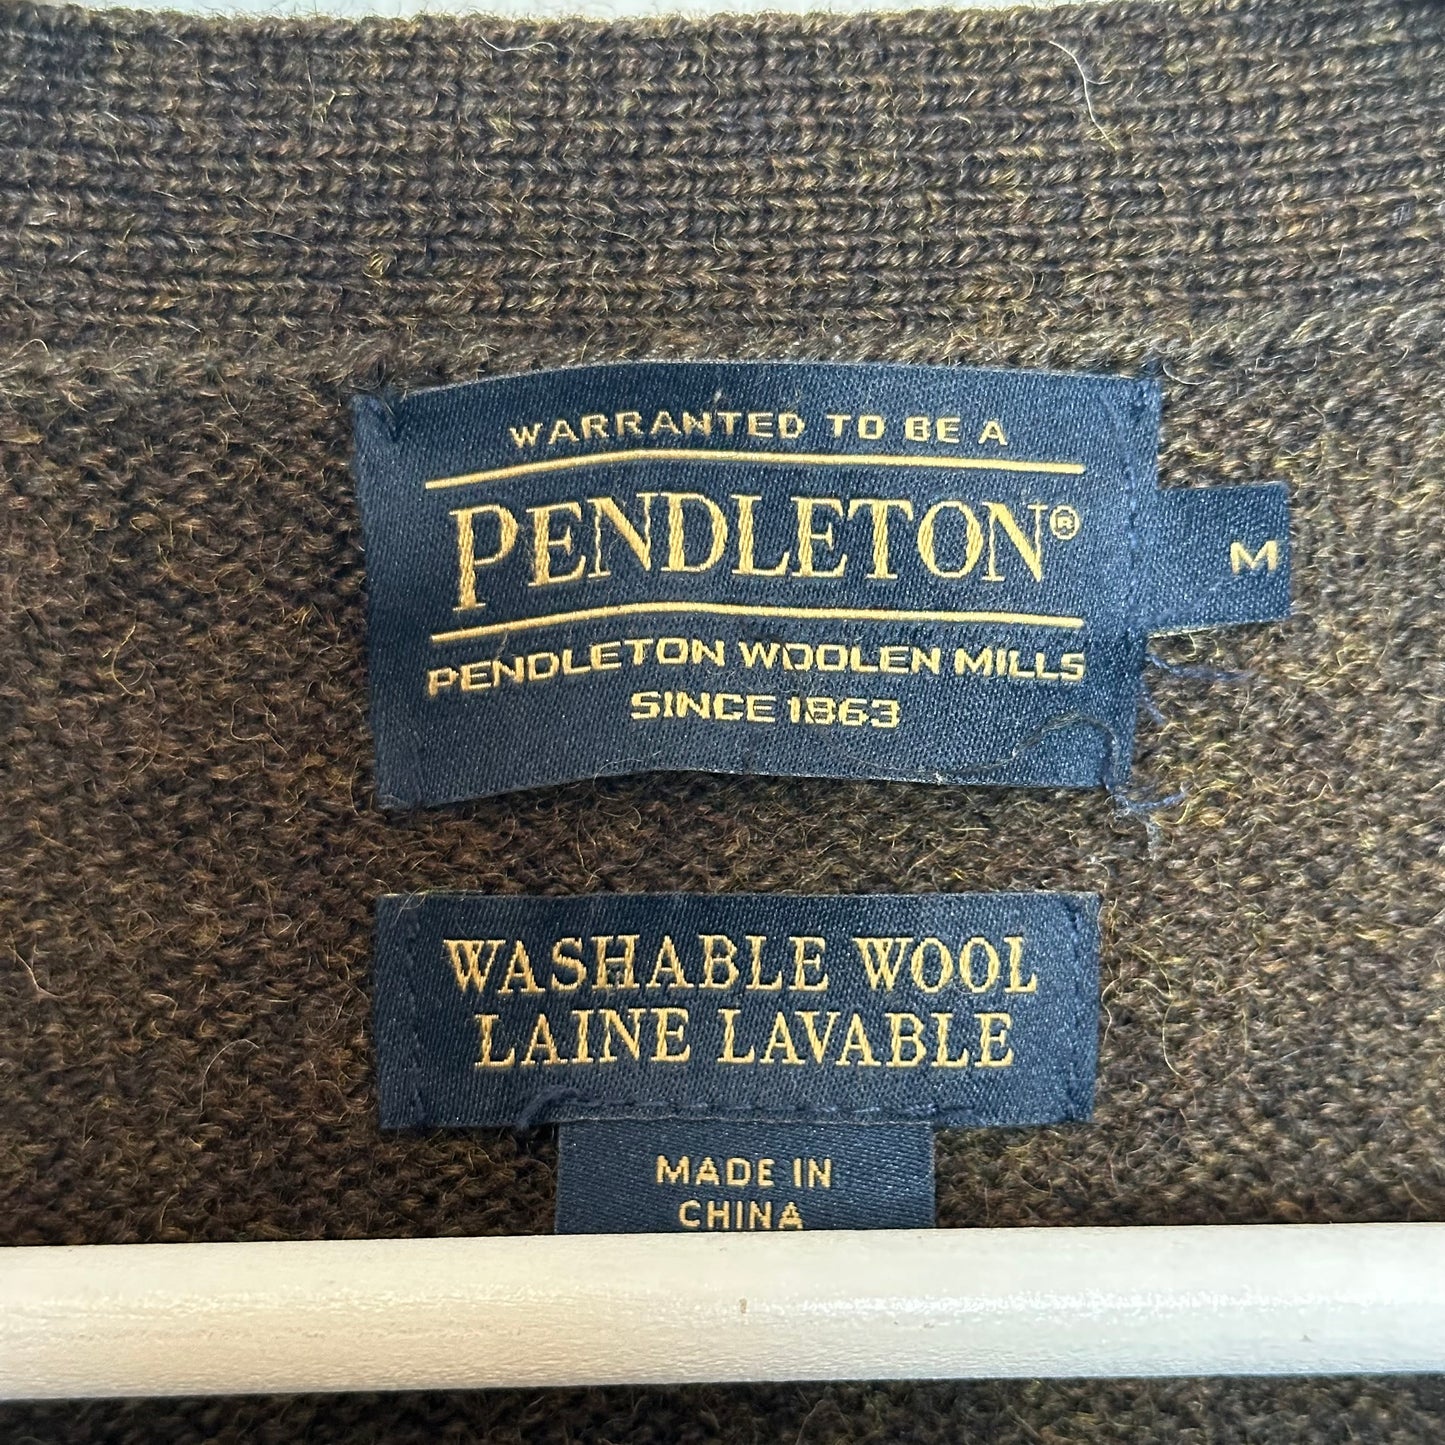 WARRANTED TO BE A
PENDLETON®
M
PENDLETON WOOLEN MILLS
SINCE 1863
WASHABLE WOOL
LAINE LAVABLE
MADE IN
CHINA